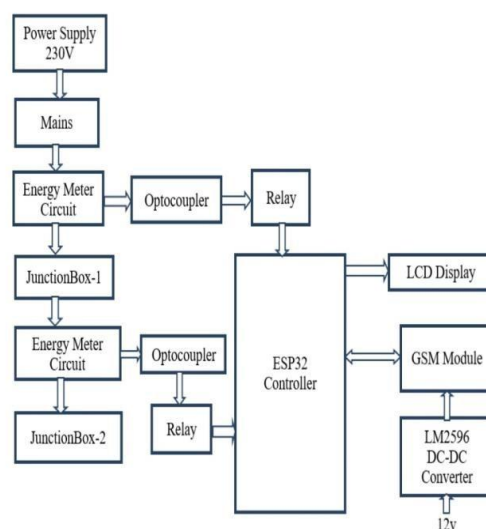 Power Supply
230V
Mains
Energy Meter
Circuit
Optocoupler
Relay
JunctionBox-1
LCD Display
Energy Meter
Circuit
Optocoupler
ESP32
Controller
GSM Module
JunctionBox-2
Relay
LM2596
DC-DC
Converter
12v